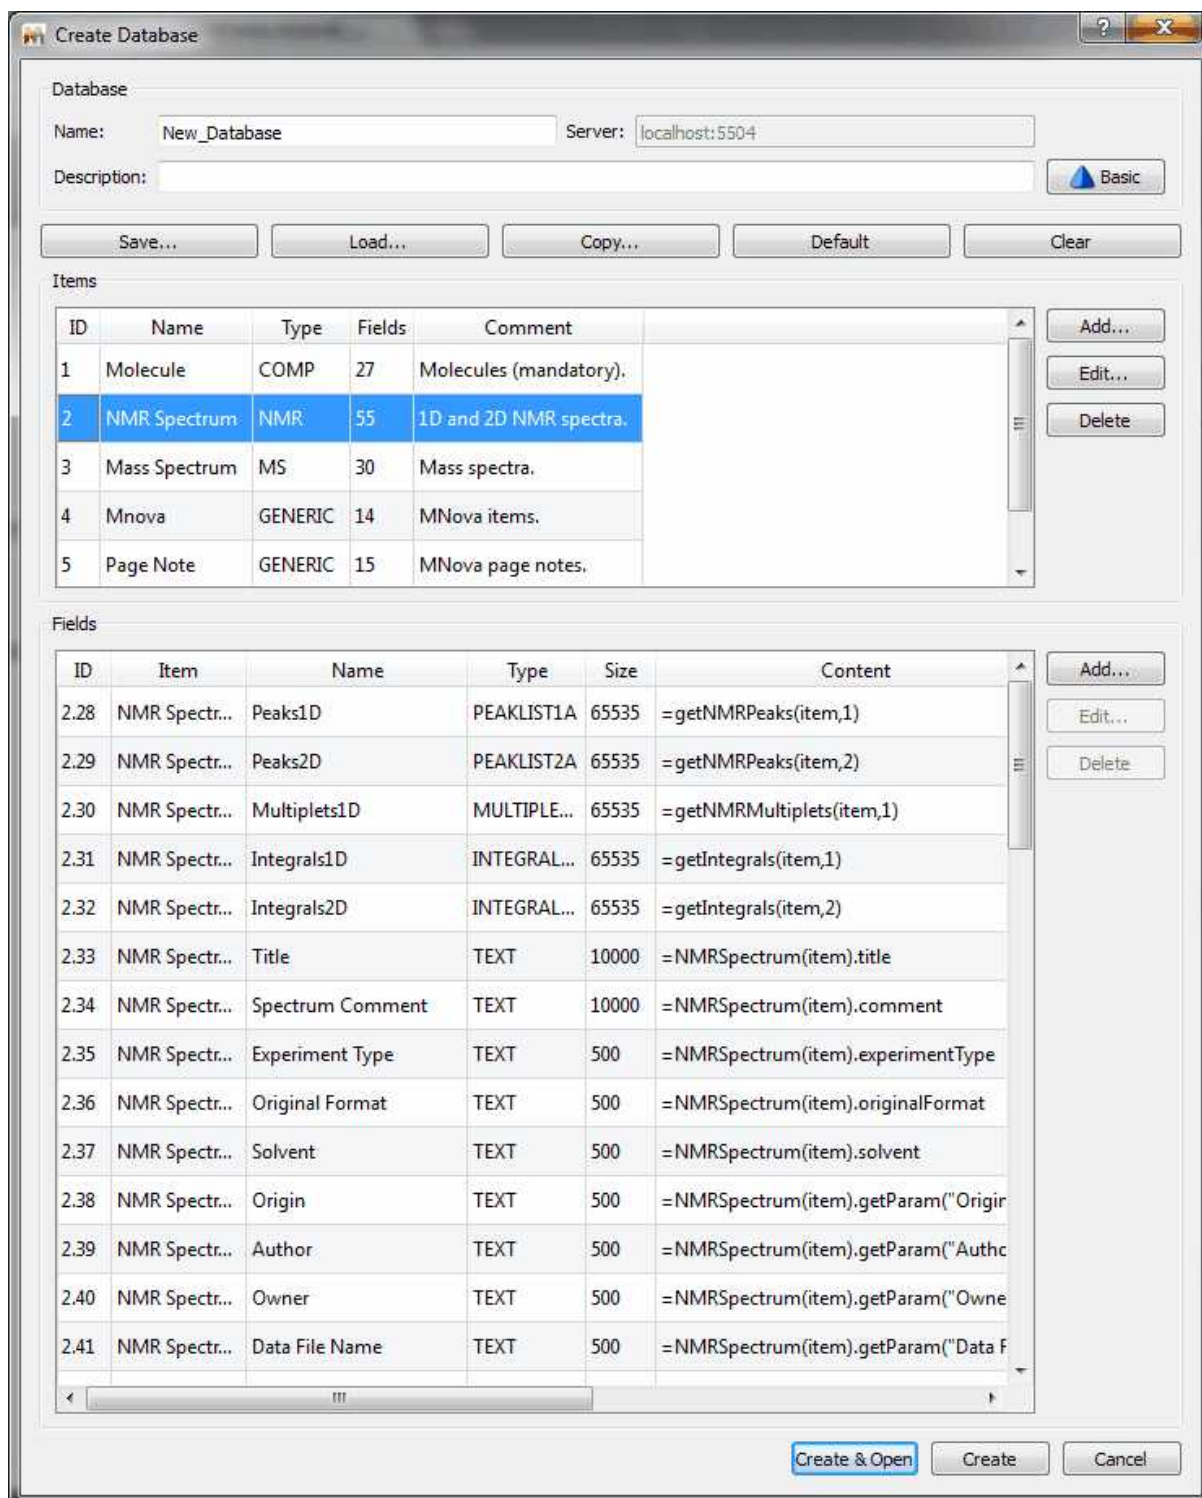 Create Database
Database
Name: New_Database Server: localhost:5504
Description: Basic
Save... Load... Copy... Default Clear
Items
ID Name Type Fields Comment Add...
1 Molecule COMP 27 Molecules (mandatory). Edit...
2 NMR Spectrum NMR 55 1D and 2D NMR spectra. Delete
3 Mass Spectrum MS 30 Mass spectra.
4 Mnova GENERIC 14 MNova items.
5 Page Note GENERIC 15 MNova page notes.
Fields
ID Item Name Type Size Content Add...
2.28 NMR Spectr... Peaks1D PEAKLIST1A 65535 =getNMRPeaks(item,1) Edit...
2.29 NMR Spectr... Peaks2D PEAKLIST2A 65535 =getNMRPeaks(item,2) Delete
2.30 NMR Spectr... Multiplets1D MULTIPLE... 65535 =getNMRMultiplets(item,1)
2.31 NMR Spectr... Integrals1D INTEGRAL... 65535 =getIntegrals(item,1)
2.32 NMR Spectr... Integrals2D INTEGRAL... 65535 =getIntegrals(item,2)
2.33 NMR Spectr... Title TEXT 10000 =NMRSpectrum(item).title
2.34 NMR Spectr... Spectrum Comment TEXT 10000 =NMRSpectrum(item).comment
2.35 NMR Spectr... Experiment Type TEXT 500 =NMRSpectrum(item).experimentType
2.36 NMR Spectr... Original Format TEXT 500 =NMRSpectrum(item).originalFormat
2.37 NMR Spectr... Solvent TEXT 500 =NMRSpectrum(item).solvent
2.38 NMR Spectr... Origin TEXT 500 =NMRSpectrum(item).getParam("Origin
2.39 NMR Spectr... Author TEXT 500 =NMRSpectrum(item).getParam("Autho
2.40 NMR Spectr... Owner TEXT 500 =NMRSpectrum(item).getParam("Owne
2.41 NMR Spectr... Data File Name TEXT 500 =NMRSpectrum(item).getParam("Data F
Create & Open Create Cancel